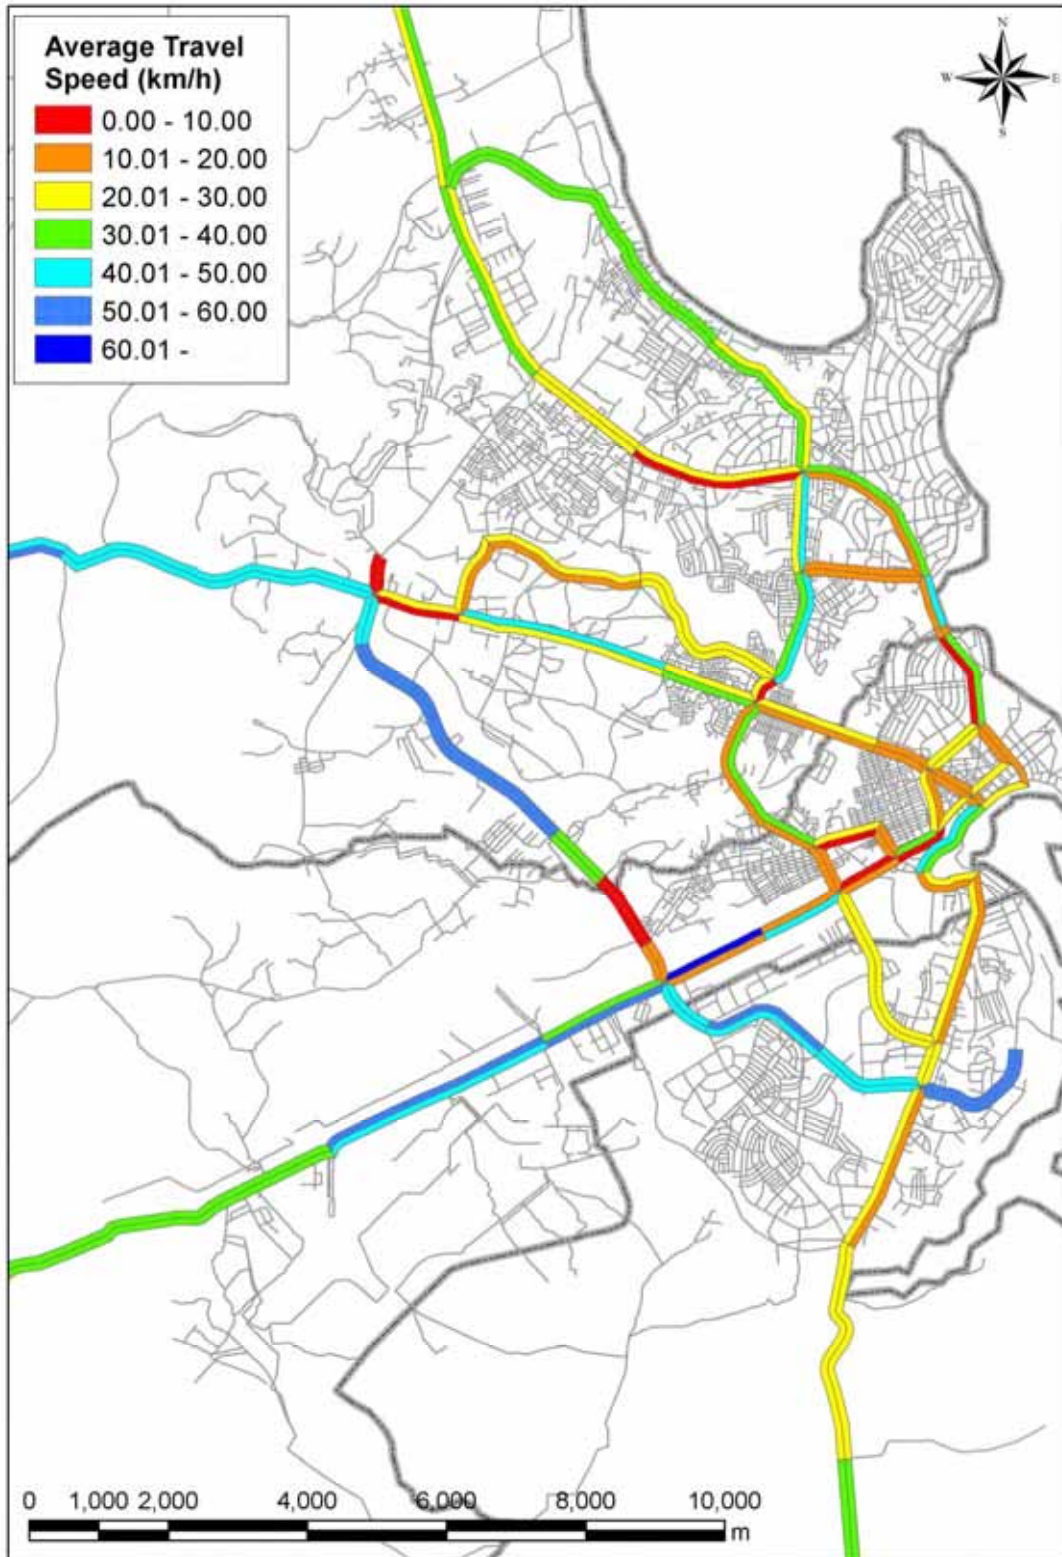 Average Travel
Speed (km/h)
0.00 - 10.00
10.01 - 20.00
20.01 - 30.00
30.01 - 40.00
40.01 - 50.00
50.01 - 60.00
60.01 -
N
W E
S
0 1,000 2,000 4,000 6,000 8,000 10,000
m